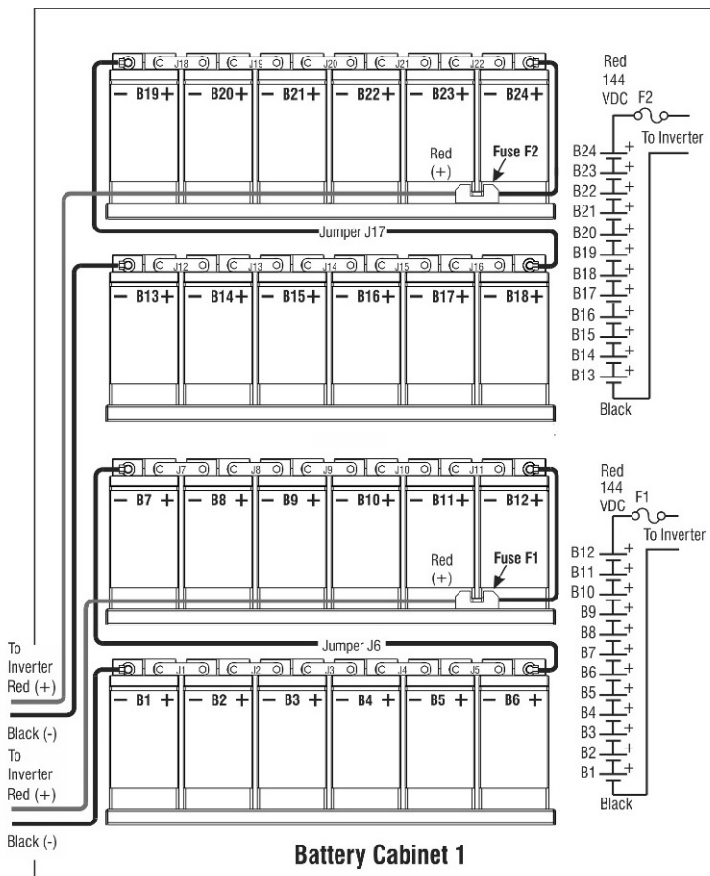 J18 J19 J20 J21 J22
– B19+ – B20+ – B21+ – B22+ – B23+ – B24+
Red
(+)
Fuse F2
Jumper J17
J12 J13 J14 J15 J16
– B13+ – B14+ – B15+ – B16+ – B17+ – B18+
J7 J8 J9 J10 J11
– B7 + – B8 + – B9 + – B10+ – B11+ – B12+
Red
(+)
Fuse F1
Jumper J6
J1 J2 J3 J4 J5
– B1 + – B2 + – B3 + – B4 + – B5 + – B6 +
To
Inverter
Red (+)
Black (-)
To
Inverter
Red (+)
Black (-)
Red
144
VDC
F2
To Inverter
B24 +
B23 +
B22 +
B21 +
B20 +
B19 +
B18 +
B17 +
B16 +
B15 +
B14 +
B13 +
Black
Red
144
VDC
F1
To Inverter
B12 +
B11 +
B10 +
B9 +
B8 +
B7 +
B6 +
B5 +
B4 +
B3 +
B2
B1 +
Black
Battery Cabinet 1